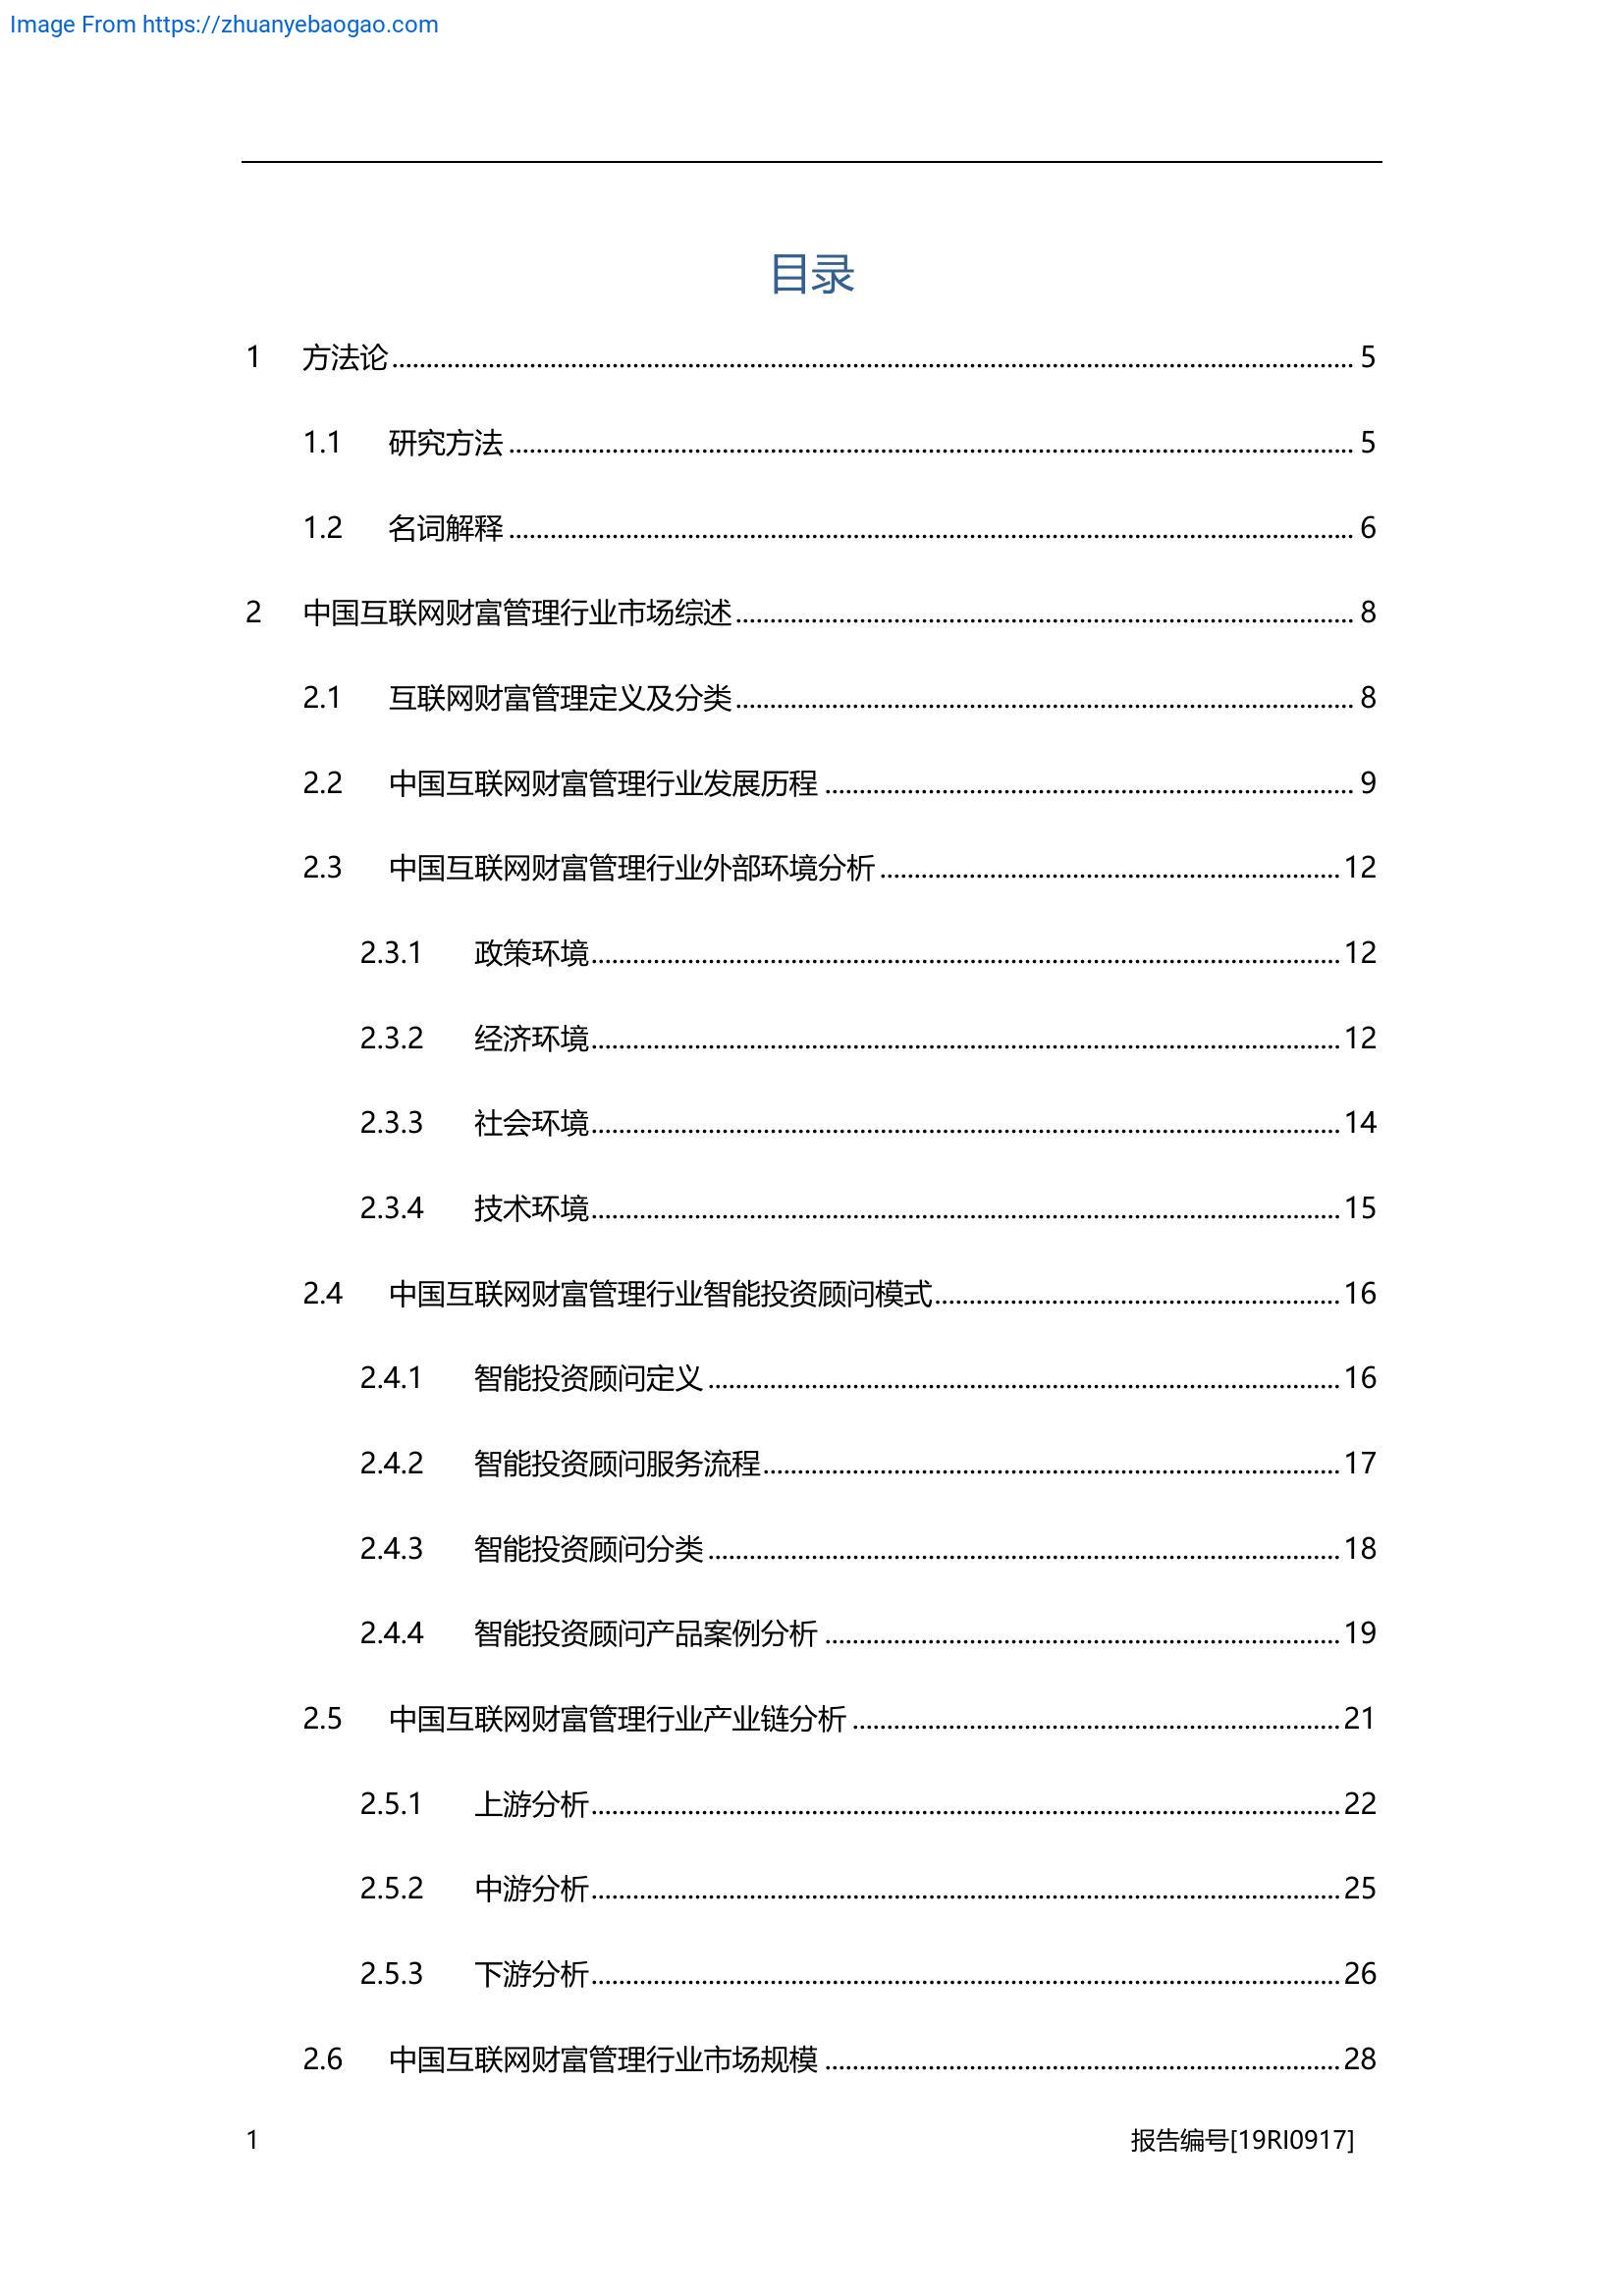 Image From https://zhuanyebaogao.com
目录
1 方法论 5
1.1 研究方法 5
1.2 名词解释 6
2 中国互联网财富管理行业市场综述 8
2.1 互联网财富管理定义及分类 8
2.2 中国互联网财富管理行业发展历程 9
2.3 中国互联网财富管理行业外部环境分析 12
2.3.1 政策环境 12
2.3.2 经济环境 12
2.3.3 社会环境 14
2.3.4 技术环境 15
2.4 中国互联网财富管理行业智能投资顾问模式 16
2.4.1 智能投资顾问定义 16
2.4.2 智能投资顾问服务流程 17
2.4.3 智能投资顾问分类 18
2.4.4 智能投资顾问产品案例分析 19
2.5 中国互联网财富管理行业产业链分析 21
2.5.1 上游分析 22
2.5.2 中游分析 25
2.5.3 下游分析 26
2.6 中国互联网财富管理行业市场规模 28
1 报告编号[19RI0917]